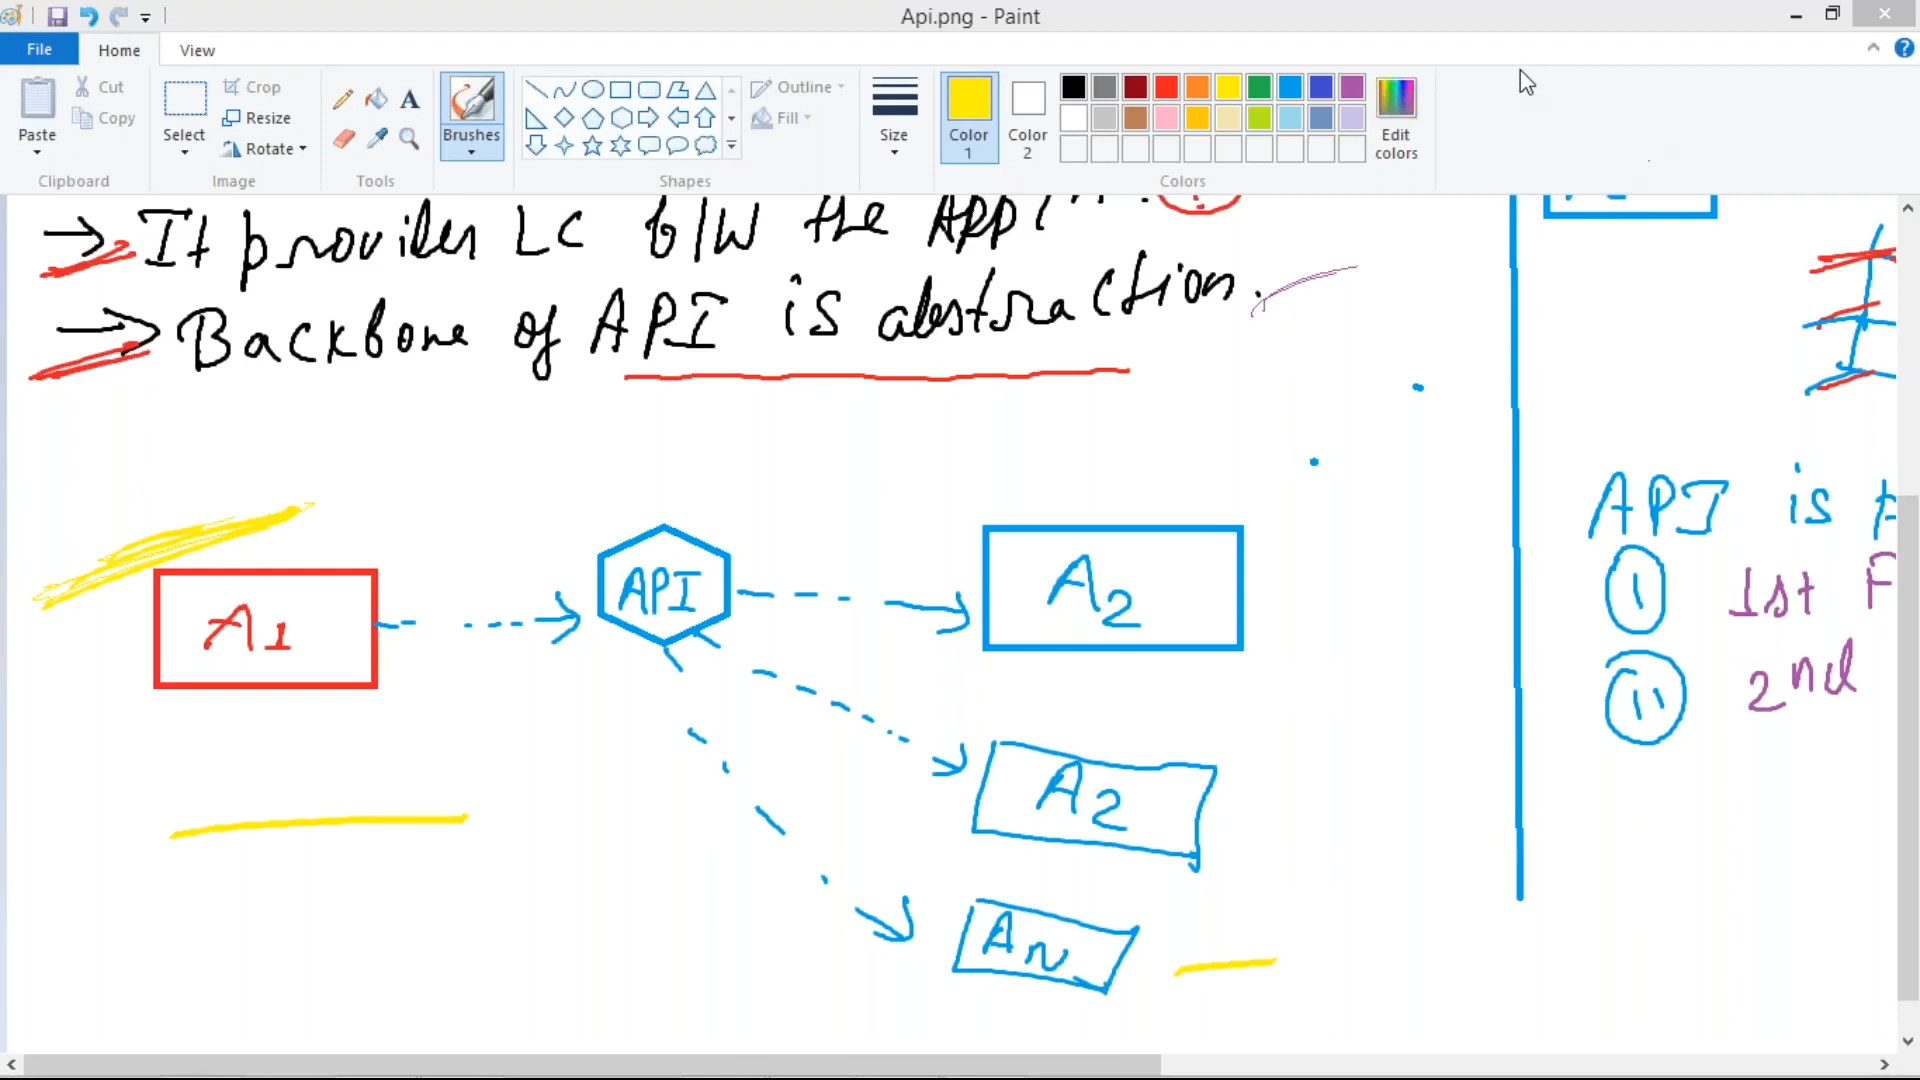 Api.png - Paint
File
Home
View
Paste
Cut
Copy
Clipboard
Select
Crop
Resize
Rotate
Image
Tools
Brushes
Shapes
Outline
Fill
Size
Color 1
Color 2
Edit colors
Colors
→ It provides LC b/w the APP
→ Backbone of API is abstraction.
A1
API
A2
A2
AN
API is
I 1st F
II 2nd